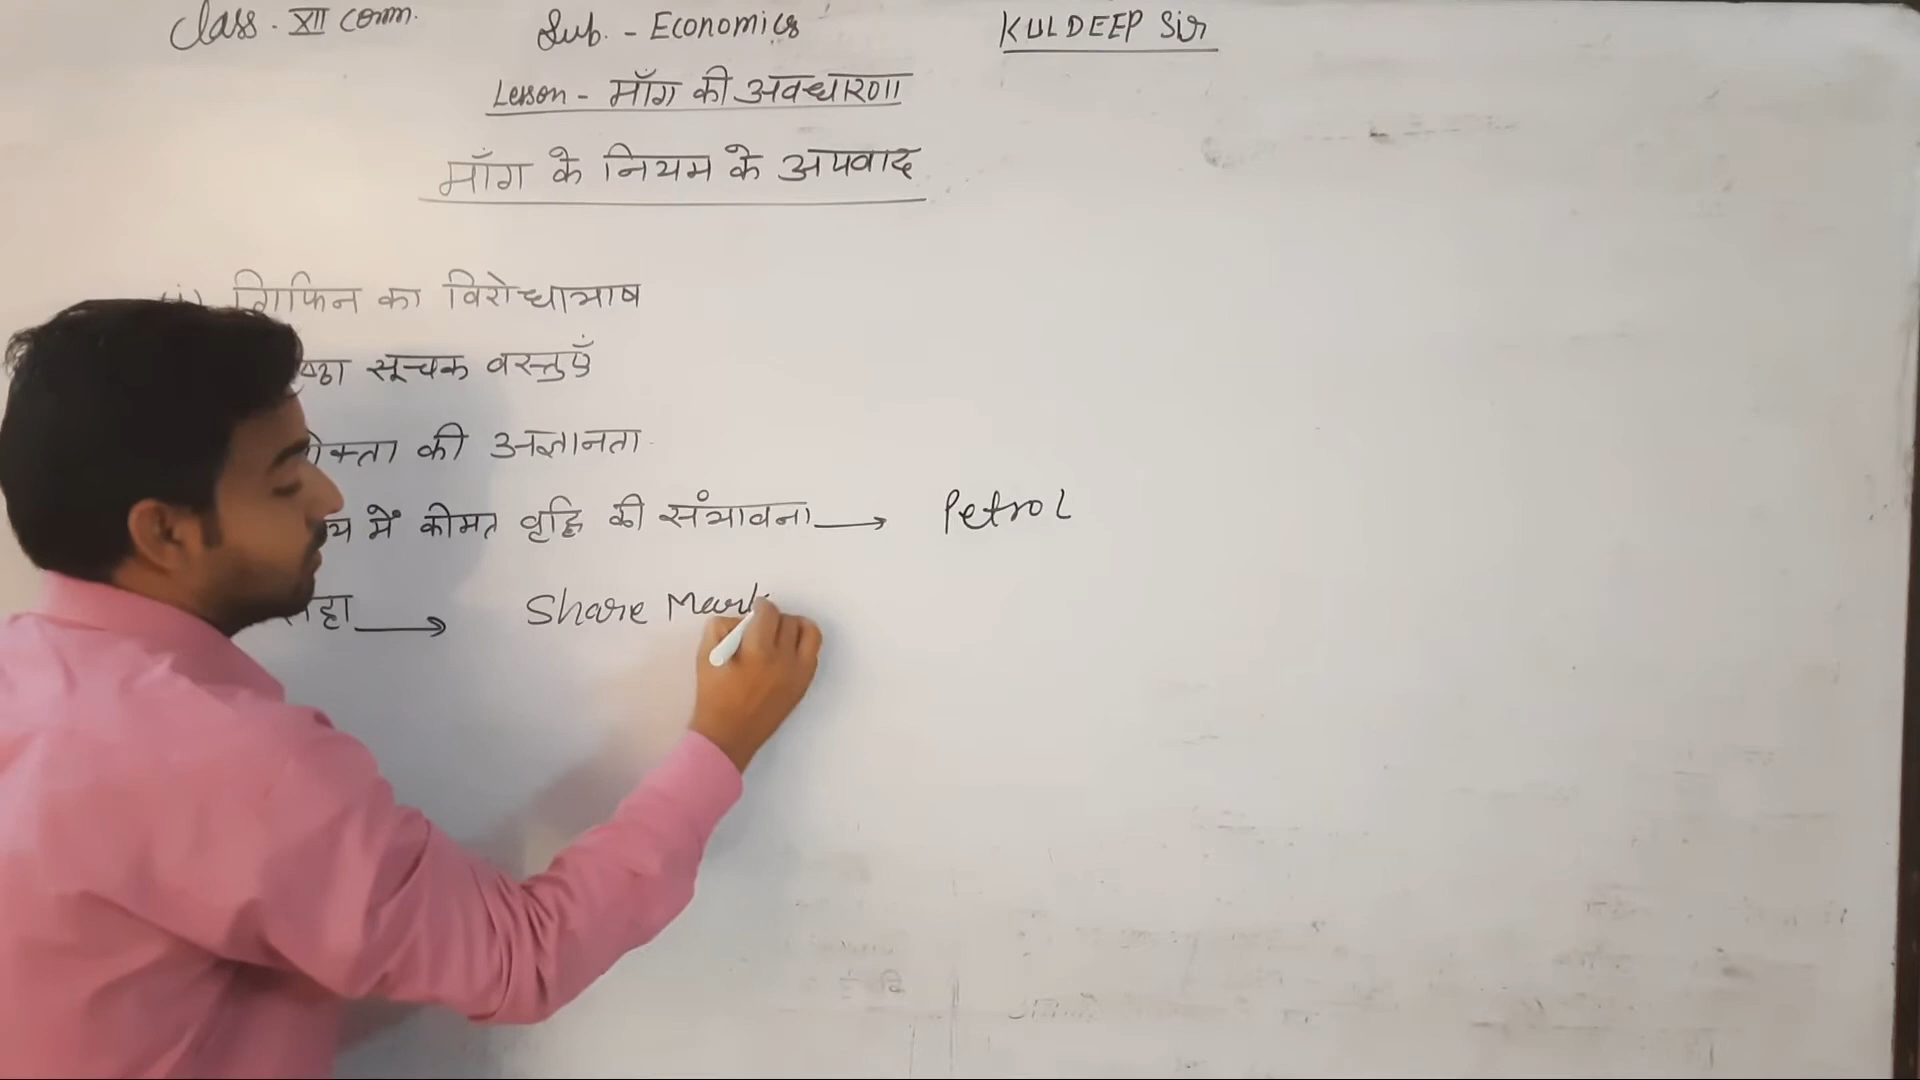 Class. XII comm. Sub. - Economics KULDEEP Sir
Lesson - माँग की अवधारणा
माँग के नियम के अपवाद
गिफिन का विरोधाभाष
सूचक वस्तुएँ
की अज्ञानता
में कीमत वृद्धि की संभावना → Petrol
→ Share Mark